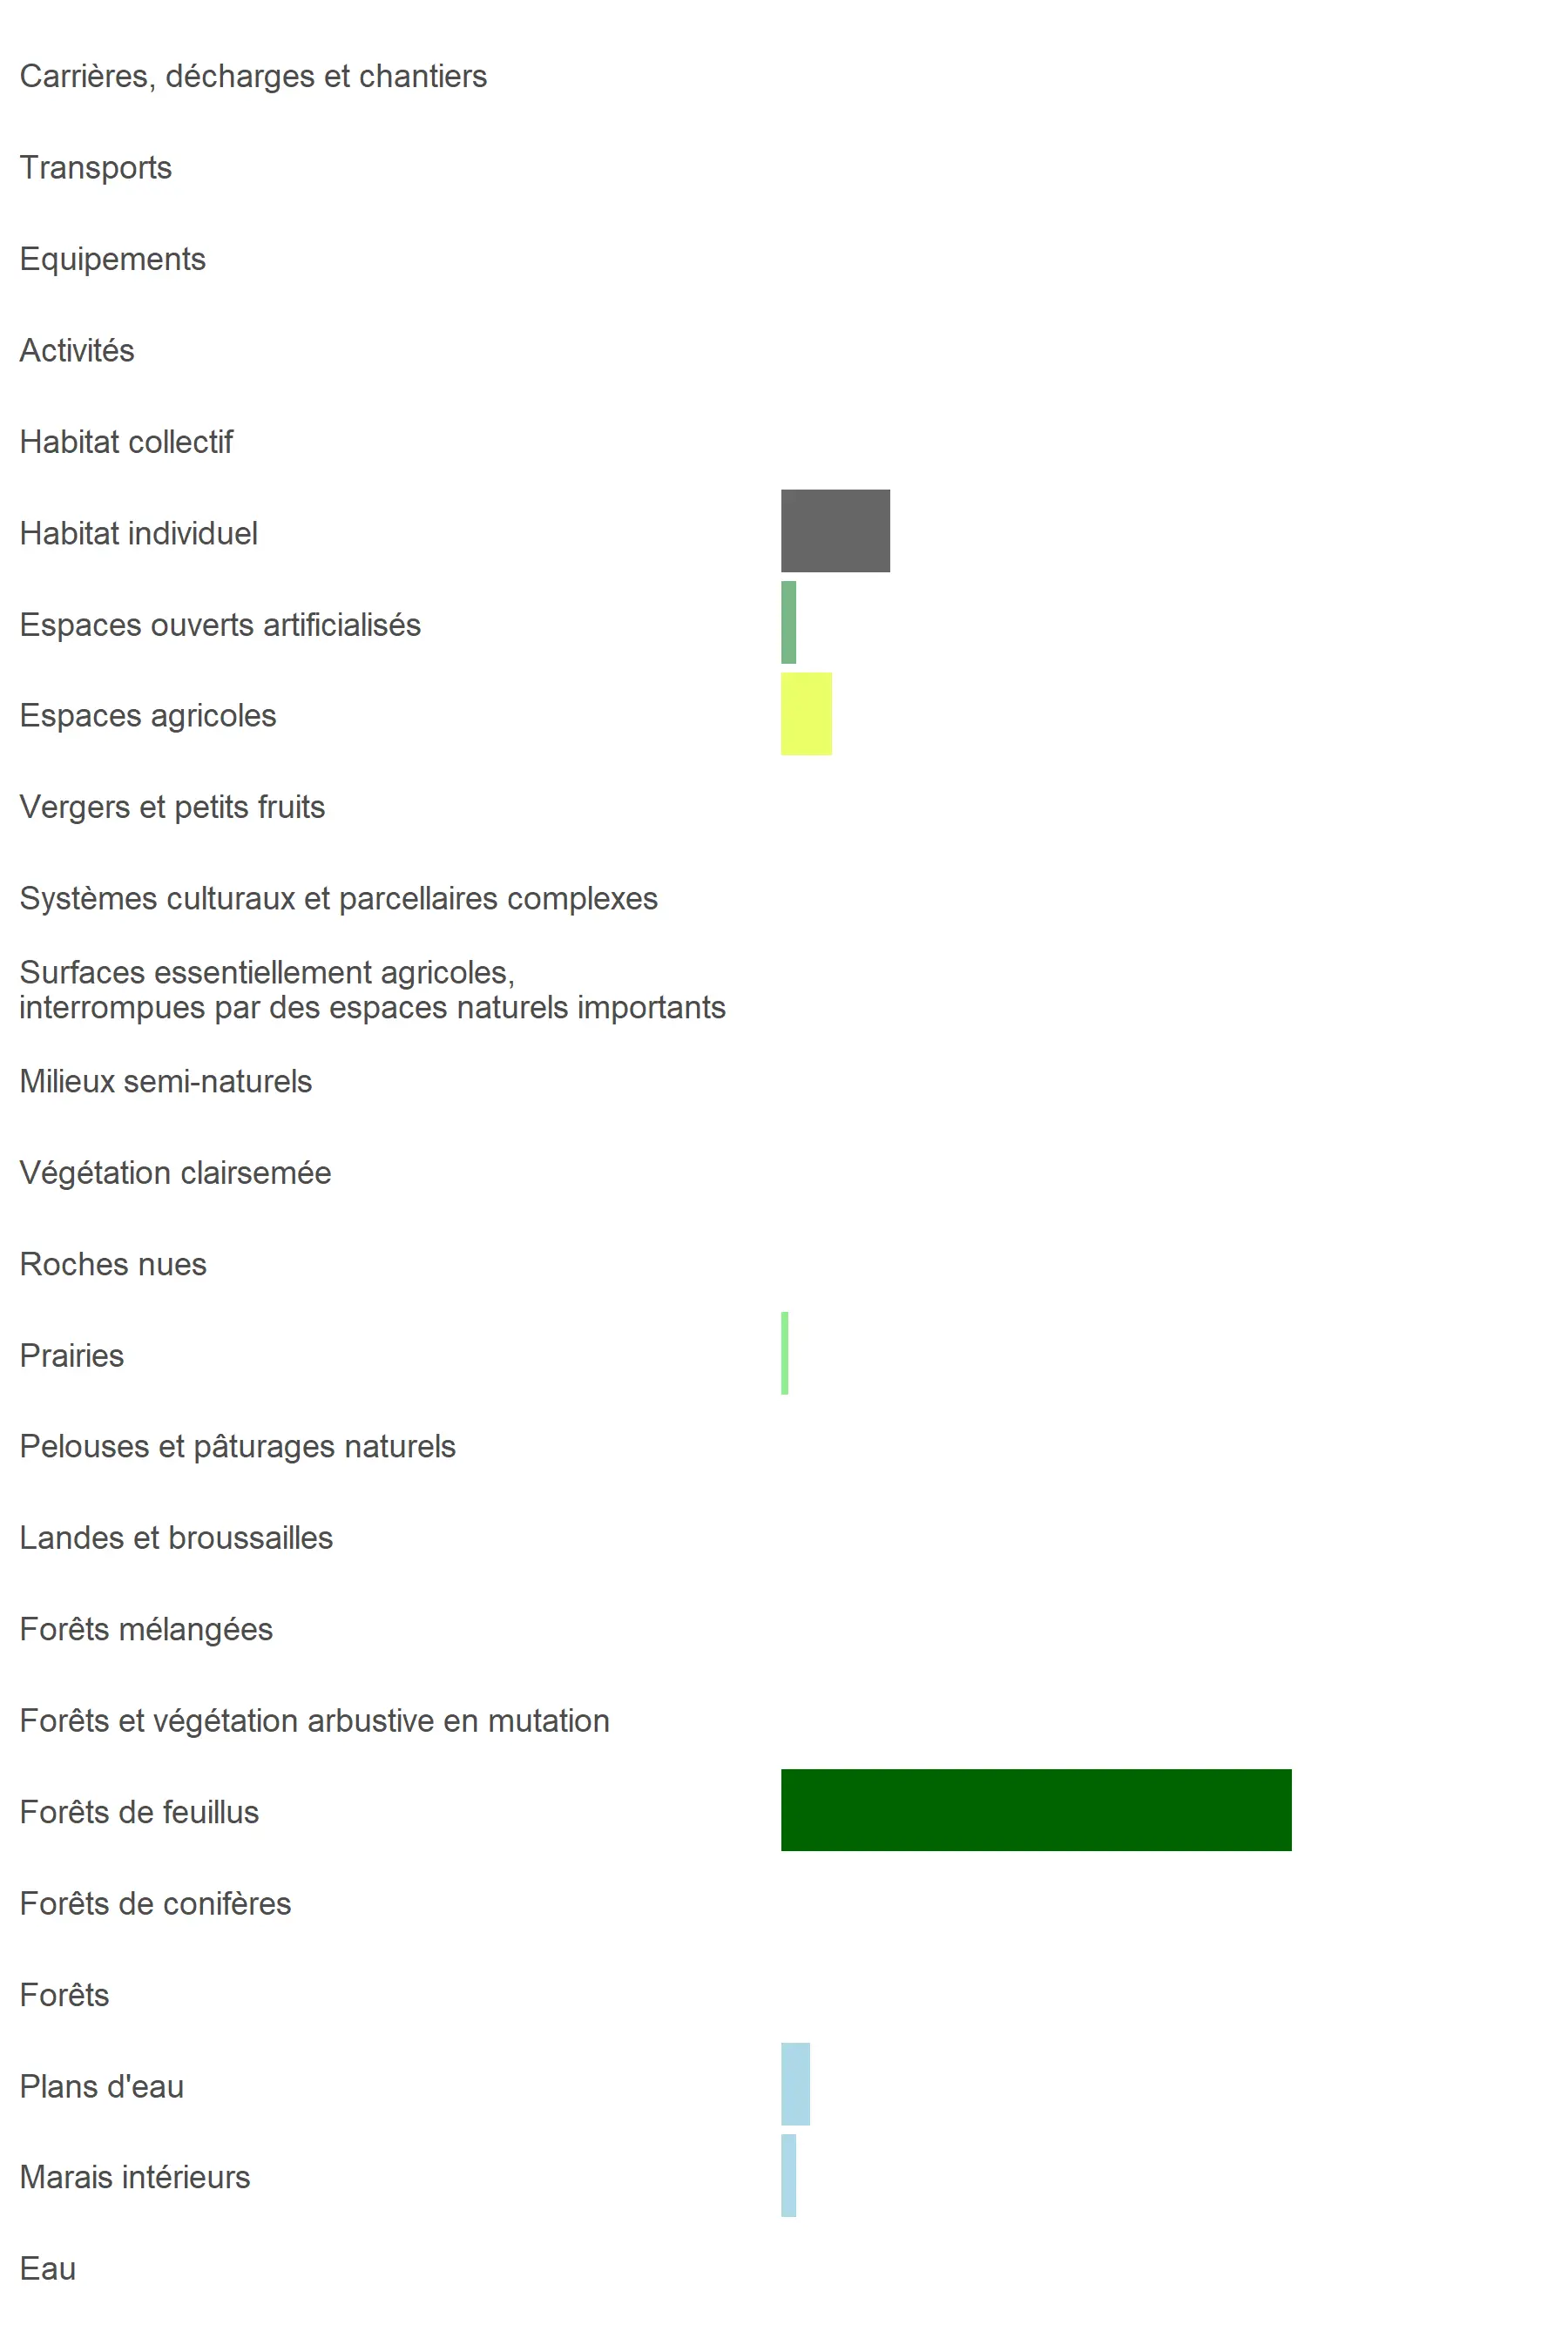 Carrières, décharges et chantiers
Transports
Equipements
Activités
Habitat collectif
Habitat individuel
Espaces ouverts artificialisés
Espaces agricoles
Vergers et petits fruits
Systèmes culturaux et parcellaires complexes
Surfaces essentiellement agricoles,
interrompues par des espaces naturels importants
Milieux semi-naturels
Végétation clairsemée
Roches nues
Prairies
Pelouses et pâturages naturels
Landes et broussailles
Forêts mélangées
Forêts et végétation arbustive en mutation
Forêts de feuillus
Forêts de conifères
Forêts
Plans d'eau
Marais intérieurs
Eau